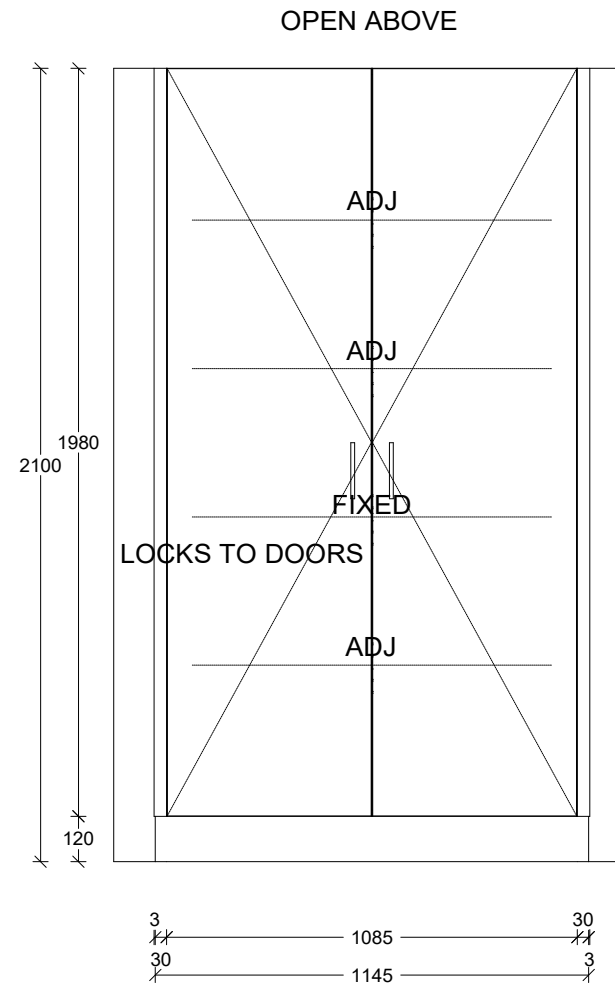 OPEN ABOVE
ADJ
ADJ
1980
2100
FIXED
LOCKS TO DOORS
ADJ
120
3
30
1085
30
3
1145